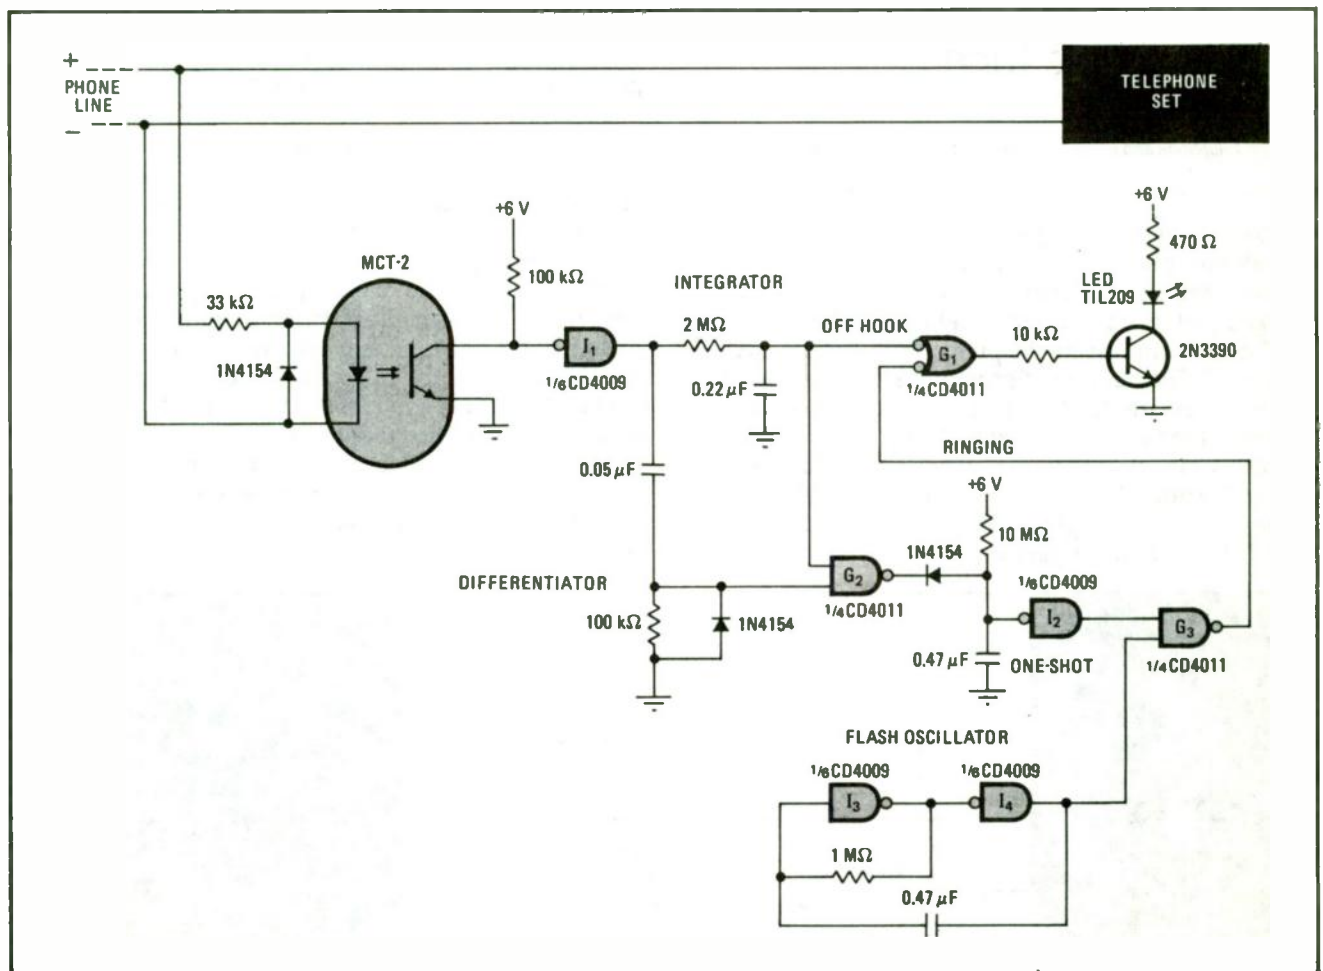 +
PHONE
LINE
−
TELEPHONE
SET
+6 V
+6 V
470 Ω
MCT-2
100 kΩ
INTEGRATOR
LED
TIL209
33 kΩ
2 MΩ
OFF HOOK
10 kΩ
I1
G1
2N3390
1N4154
1/6 CD4009
0.22 µF
1/4 CD4011
RINGING
0.05 µF
+6 V
10 MΩ
1N4154
DIFFERENTIATOR
G2
1/6 CD4009
1/4 CD4011
100 kΩ
1N4154
I2
G3
0.47 µF
ONE-SHOT
1/4 CD4011
FLASH OSCILLATOR
1/6 CD4009
1/6 CD4009
I3
I4
1 MΩ
0.47 µF